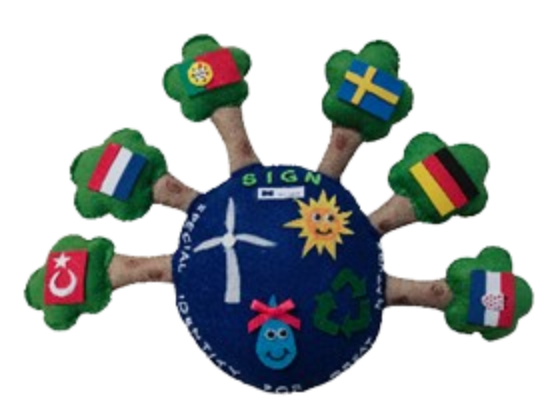 SIGN
SPECIAL IDENTITY FOR GREAT